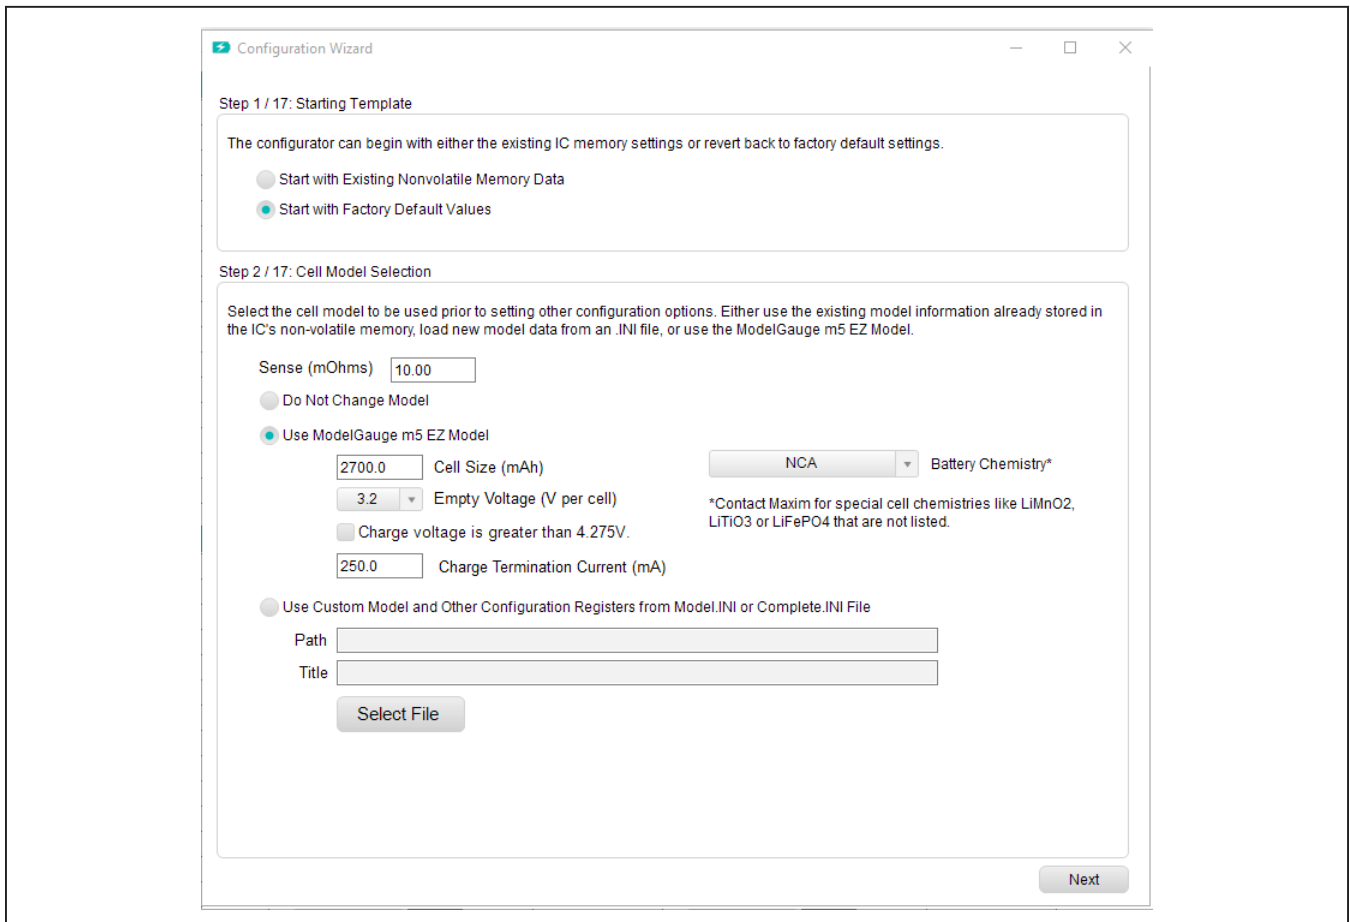 Configuration Wizard
Step 1 / 17: Starting Template
The configurator can begin with either the existing IC memory settings or revert back to factory default settings.
Start with Existing Nonvolatile Memory Data
Start with Factory Default Values
Step 2 / 17: Cell Model Selection
Select the cell model to be used prior to setting other configuration options. Either use the existing model information already stored in
the IC's non-volatile memory, load new model data from an .INI file, or use the ModelGauge m5 EZ Model.
Sense (mOhms) 10.00
Do Not Change Model
Use ModelGauge m5 EZ Model
2700.0 Cell Size (mAh) NCA Battery Chemistry*
3.2 Empty Voltage (V per cell)
*Contact Maxim for special cell chemistries like LiMnO2,
LiTiO3 or LiFePO4 that are not listed.
Charge voltage is greater than 4.275V.
250.0 Charge Termination Current (mA)
Use Custom Model and Other Configuration Registers from Model.INI or Complete.INI File
Path
Title
Select File
Next